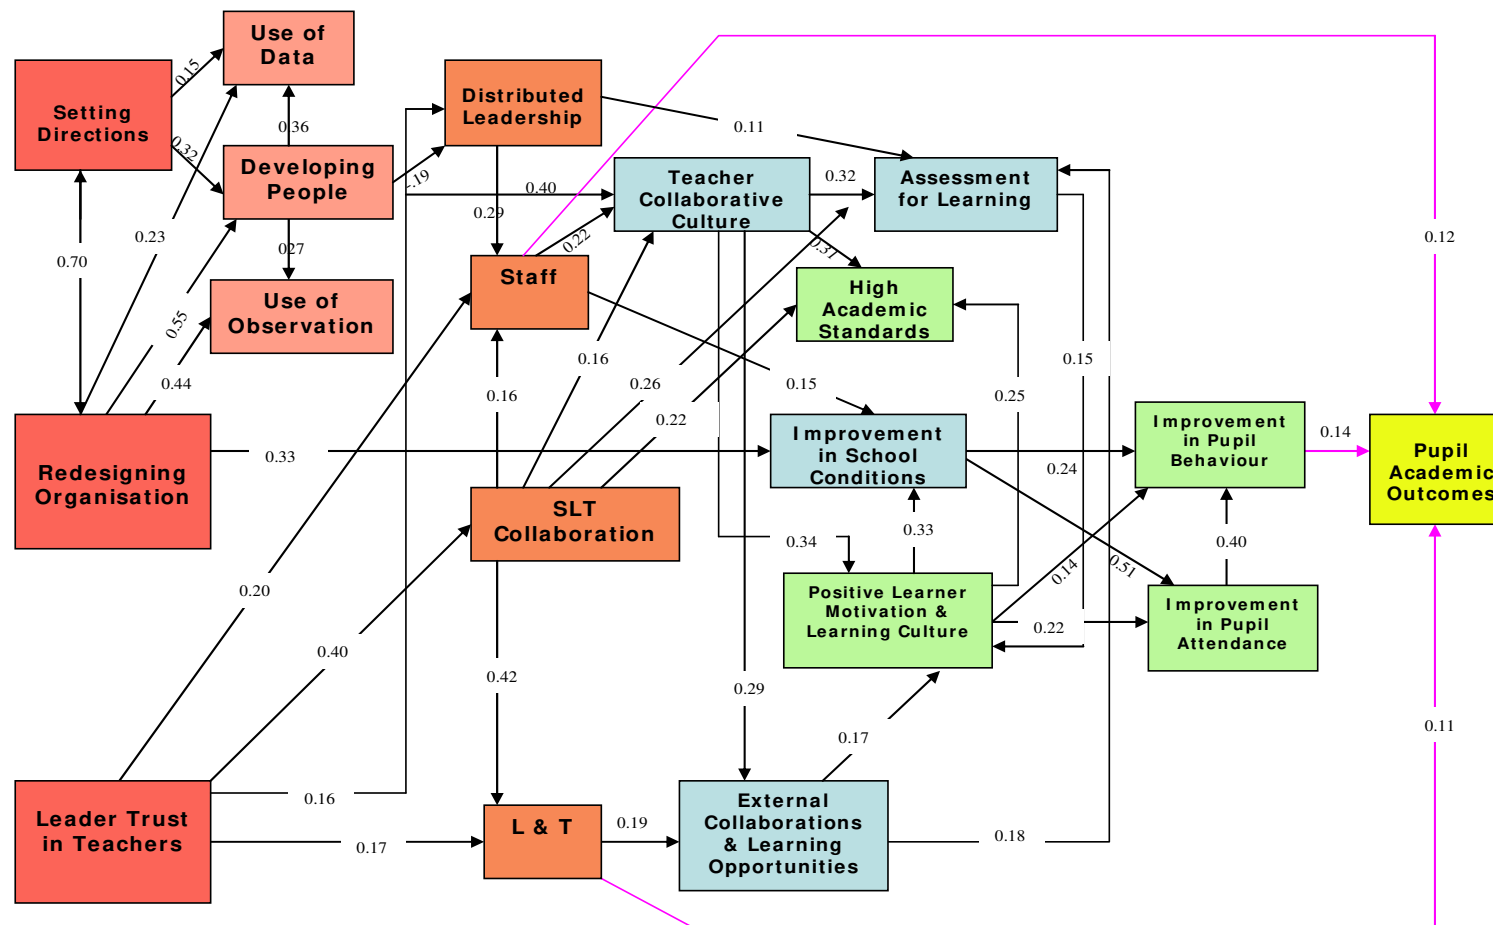 Use of
Data
Setting
Directions
0.15
0.32
0.36
Distributed
Leadership
0.11
Developing
People
.19
0.40
Teacher
Collaborative
Culture
0.32
Assessment
for Learning
0.23
0.29
0.22
0.31
0.12
0.70
027
Use of
Observation
Staff
High
Academic
Standards
0.55
0.44
0.16
0.16
0.26
0.22
0.15
0.25
0.15
Redesigning
Organisation
0.33
Improvement
in School
Conditions
0.24
Improvement
in Pupil
Behaviour
0.14
Pupil
Academic
Outcomes
SLT
Collaboration
0.34
0.33
0.14
0.51
0.40
0.20
Positive Learner
Motivation &
Learning Culture
0.22
Improvement
in Pupil
Attendance
0.40
0.42
0.29
0.17
0.11
Leader Trust
in Teachers
0.16
0.17
L & T
0.19
External
Collaborations
& Learning
Opportunities
0.18